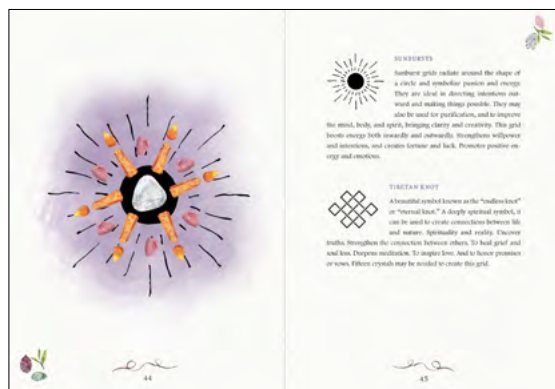 44
SUNBURSTS
Sunburst grids radiate around the shape of
a circle and symbolize passion and energy.
They are ideal in directing intentions out-
ward and making things possible. They may
also be used for purification, and to improve
the mind, body, and spirit, bringing clarity and creativity. This grid
boosts energy both inwardly and outwardly. Strengthens willpower
and intentions, and creates fortune and luck. Promotes positive en-
ergy and emotions.
TIBETAN KNOT
A beautiful symbol known as the “endless knot”
or “eternal knot.” A deeply spiritual symbol, it
can be used to create connections between life
and nature. Spirituality and reality. Uncover
truths. Strengthen the connection between others. To heal grief and
soul loss. Deepens meditation. To inspire love. And to honor promises
or vows. Fifteen crystals may be needed to create this grid.
45